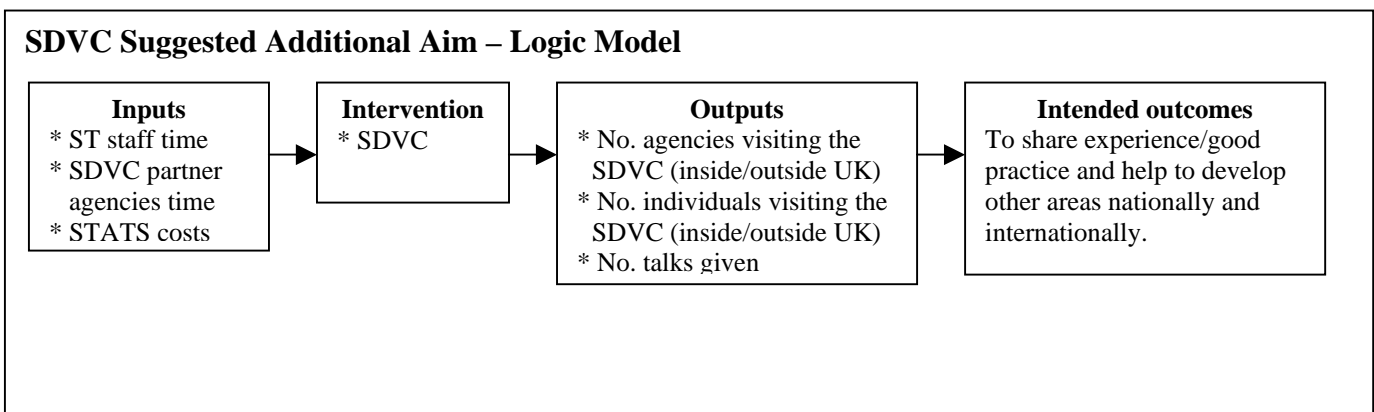 SDVC Suggested Additional Aim – Logic Model
Inputs
* ST staff time
* SDVC partner
agencies time
* STATS costs
Intervention
* SDVC
Outputs
* No. agencies visiting the
SDVC (inside/outside UK)
* No. individuals visiting the
SDVC (inside/outside UK)
* No. talks given
Intended outcomes
To share experience/good
practice and help to develop
other areas nationally and
internationally.